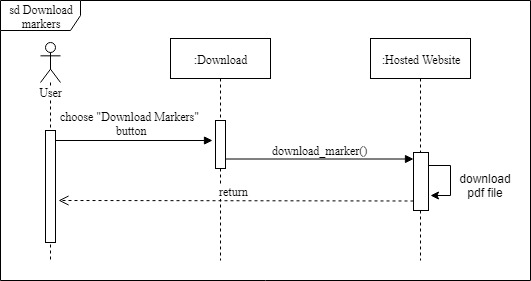 sd Download
markers
:Download
:Hosted Website
User
choose "Download Markers"
button
download_marker()
download
pdf file
return